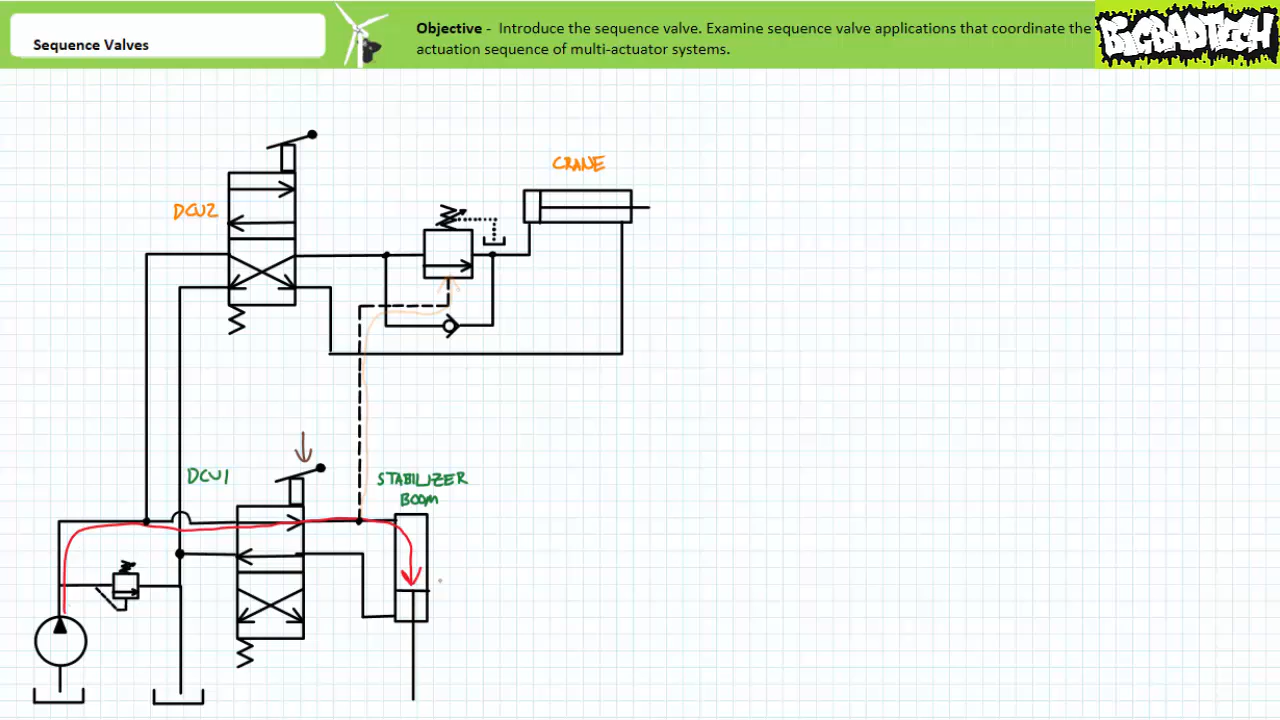 Sequence Valves
Objective - Introduce the sequence valve. Examine sequence valve applications that coordinate the
actuation sequence of multi-actuator systems.
BIGBADTECH
CRANE
DCV2
DCV1
STABILIZER
BOOM